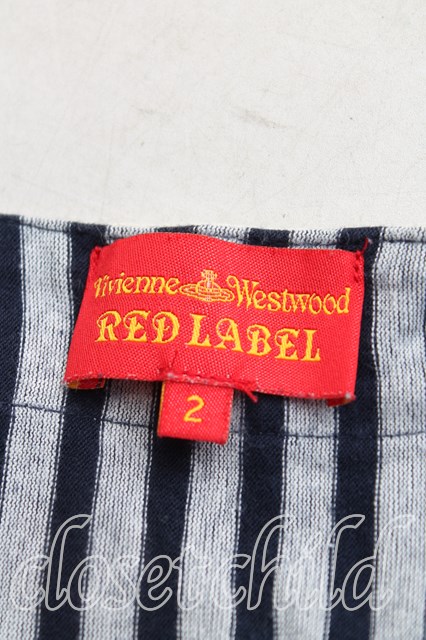 Vivienne Westwood
RED LABEL
2
closetchild